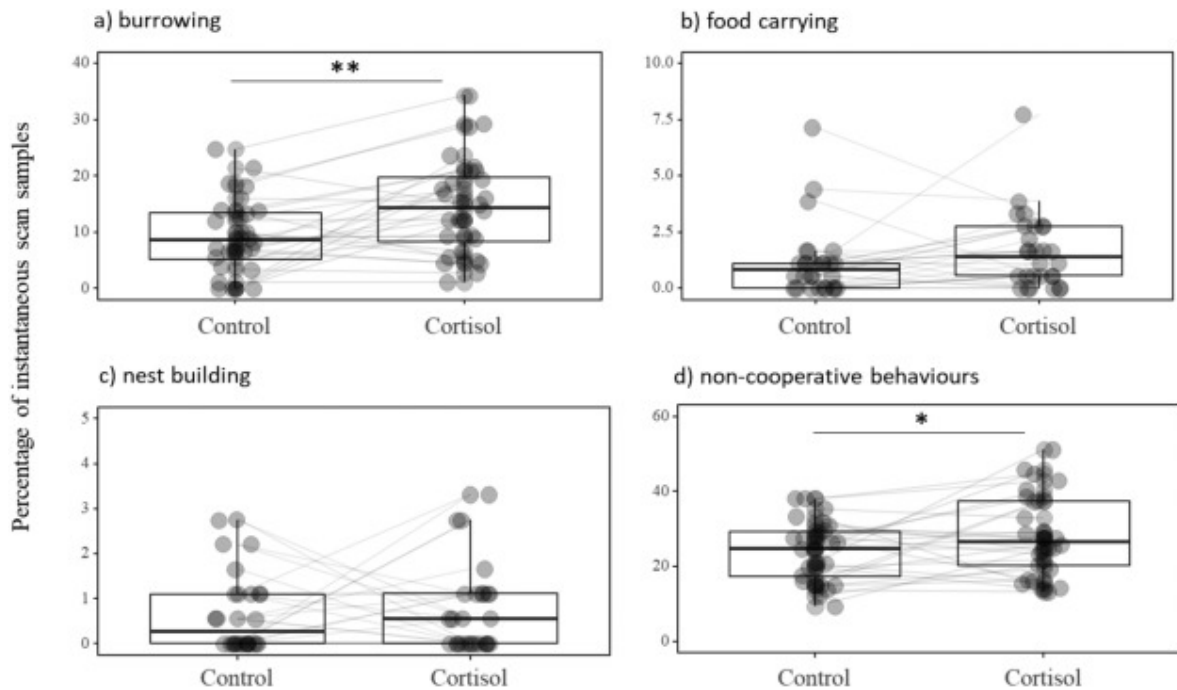 Percentage of instantaneous scan samples
a) burrowing
40
30
20
10
0
**
Control Cortisol
b) food carrying
10.0
7.5
5.0
2.5
0.0
Control Cortisol
c) nest building
5
4
3
2
1
0
Control Cortisol
d) non-cooperative behaviours
60
40
20
0
*
Control Cortisol